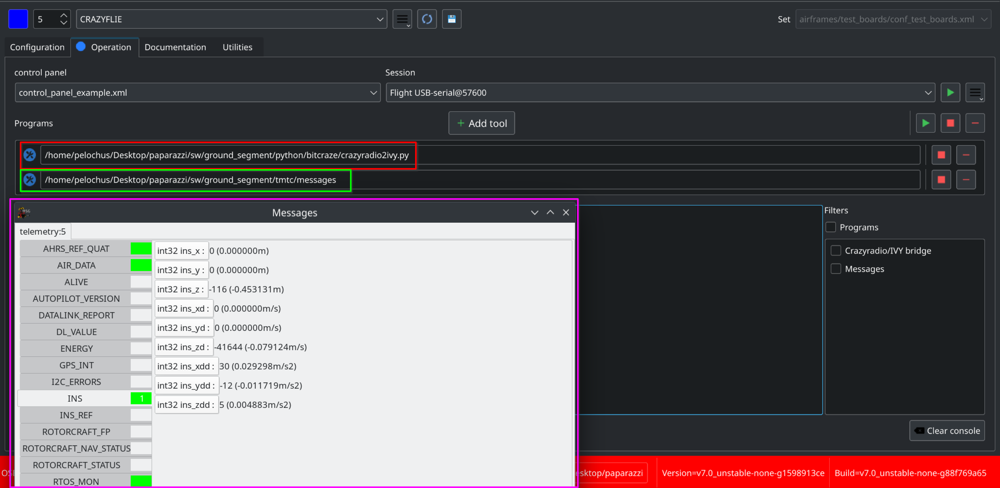 5 CRAZYFLIE Set airframes/test_boards/conf_test_boards.xml
Configuration Operation Documentation Utilities
control panel Session
control_panel_example.xml Flight USB-serial@57600
Programs + Add tool
/home/pelochus/Desktop/paparazzi/sw/ground_segment/python/bitcraze/crazyradio2ivy.py
/home/pelochus/Desktop/paparazzi/sw/ground_segment/tmtc/messages
MSG Messages
telemetry:5
AHRS_REF_QUAT
AIR_DATA
ALIVE
AUTOPILOT_VERSION
DATALINK_REPORT
DL_VALUE
ENERGY
GPS_INT
I2C_ERRORS
INS 1
INS_REF
ROTORCRAFT_FP
ROTORCRAFT_NAV_STATUS
ROTORCRAFT_STATUS
RTOS_MON
int32 ins_x : 0 (0.000000m)
int32 ins_y : 0 (0.000000m)
int32 ins_z : -116 (-0.453131m)
int32 ins_xd : 0 (0.000000m/s)
int32 ins_yd : 0 (0.000000m/s)
int32 ins_zd : -41644 (-0.079124m/s)
int32 ins_xdd : 30 (0.029298m/s2)
int32 ins_ydd : -12 (-0.011719m/s2)
int32 ins_zdd : 5 (0.004883m/s2)
Filters
Programs
Crazyradio/IVY bridge
Messages
Clear console
esktop/paparazzi Version=v7.0_unstable-none-g1598913ce Build=v7.0_unstable-none-g88f769a65